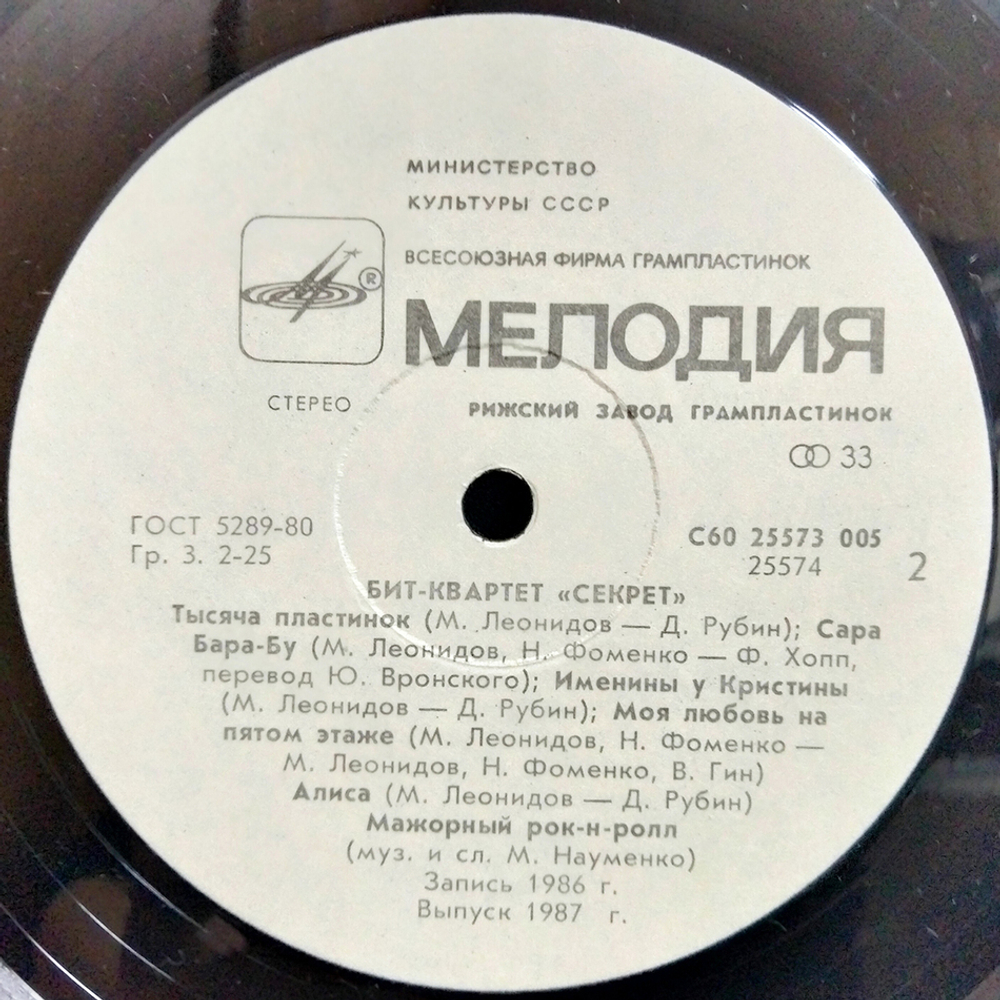 МИНИСТЕРСТВО
КУЛЬТУРЫ СССР
ВСЕСОЮЗНАЯ ФИРМА ГРАМПЛАСТИНОК
®
МЕЛОДИЯ
СТЕРЕО
РИЖСКИЙ ЗАВОД ГРАМПЛАСТИНОК
33
ГОСТ 5289-80
Гр. 3. 2-25
С60 25573 005
25574
2
БИТ-КВАРТЕТ «СЕКРЕТ»
Тысяча пластинок (М. Леонидов — Д. Рубин); Сара
Бара-Бу (М. Леонидов, Н. Фоменко — Ф. Хопп,
перевод Ю. Вронского); Именины у Кристины
(М. Леонидов — Д. Рубин); Моя любовь на
пятом этаже (М. Леонидов, Н. Фоменко —
М. Леонидов, Н. Фоменко, В. Гин)
Алиса (М. Леонидов — Д. Рубин)
Мажорный рок-н-ролл
(муз. и сл. М. Науменко)
Запись 1986 г.
Выпуск 1987 г.